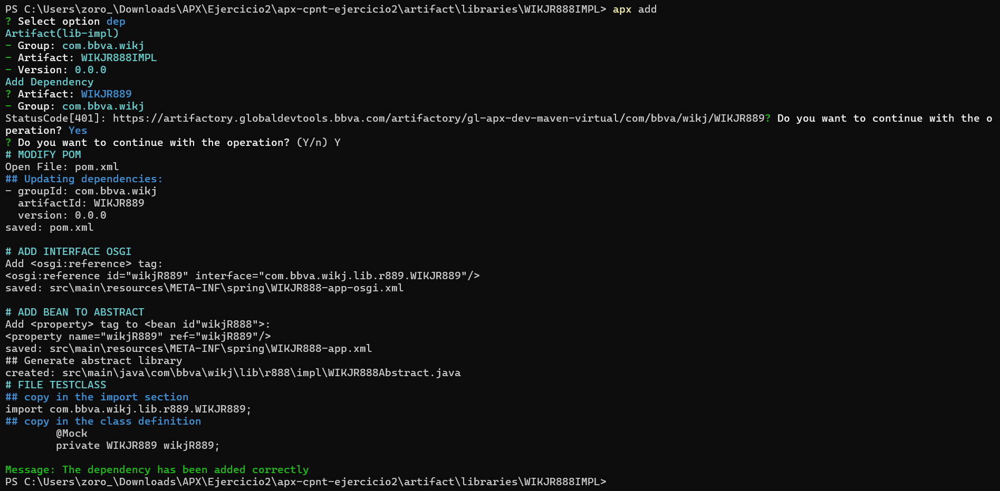 PS C:\Users\zoro_\Downloads\APX\Ejercicio2\apx-cpnt-ejercicio2\artifact\libraries\WIKJR888IMPL> apx add
? Select option dep
Artifact(lib-impl)
- Group: com.bbva.wikj
- Artifact: WIKJR888IMPL
- Version: 0.0.0
Add Dependency
? Artifact: WIKJR889
- Group: com.bbva.wikj
StatusCode[401]: https://artifactory.globaldevtools.bbva.com/artifactory/gl-apx-dev-maven-virtual/com/bbva/wikj/WIKJR889? Do you want to continue with the o
peration? Yes
? Do you want to continue with the operation? (Y/n) Y
# MODIFY POM
Open File: pom.xml
## Updating dependencies:
- groupId: com.bbva.wikj
  artifactId: WIKJR889
  version: 0.0.0
saved: pom.xml

# ADD INTERFACE OSGI
Add <osgi:reference> tag:
<osgi:reference id="wikjR889" interface="com.bbva.wikj.lib.r889.WIKJR889"/>
saved: src\main\resources\META-INF\spring\WIKJR888-app-osgi.xml

# ADD BEAN TO ABSTRACT
Add <property> tag to <bean id"wikjR888">:
<property name="wikjR889" ref="wikjR889"/>
saved: src\main\resources\META-INF\spring\WIKJR888-app.xml
## Generate abstract library
created: src\main\java\com\bbva\wikj\lib\r888\impl\WIKJR888Abstract.java
# FILE TESTCLASS
## copy in the import section
import com.bbva.wikj.lib.r889.WIKJR889;
## copy in the class definition
        @Mock
        private WIKJR889 wikjR889;

Message: The dependency has been added correctly
PS C:\Users\zoro_\Downloads\APX\Ejercicio2\apx-cpnt-ejercicio2\artifact\libraries\WIKJR888IMPL>